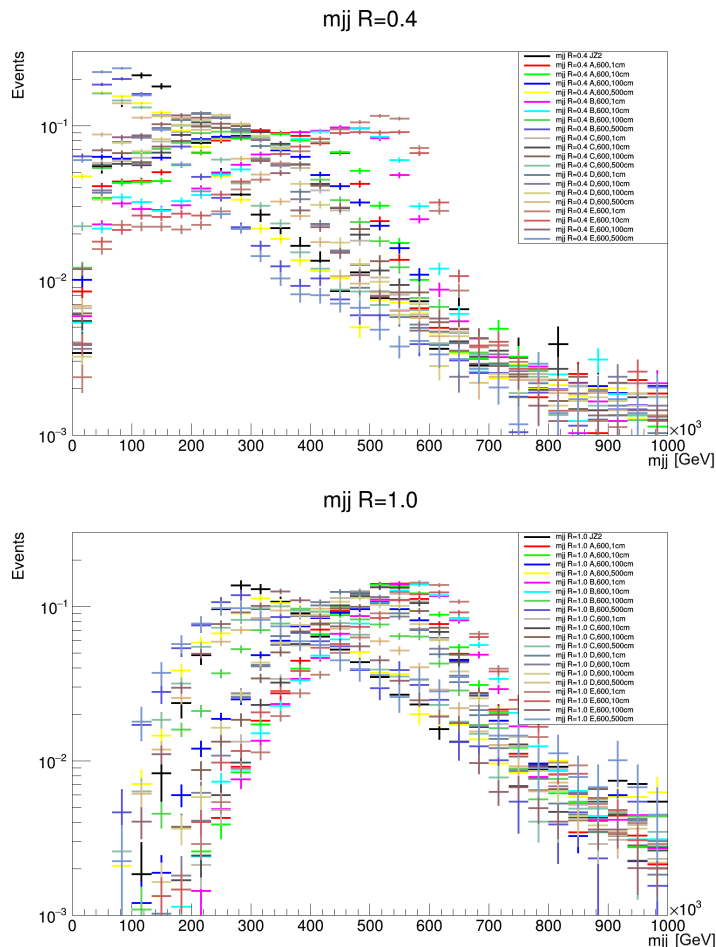 mjj R=0.4
Events
10⁻¹
10⁻²
10⁻³
mjj R=0.4 JZ2
mjj R=0.4 A,600,1cm
mjj R=0.4 A,600,10cm
mjj R=0.4 A,600,100cm
mjj R=0.4 A,600,500cm
mjj R=0.4 B,600,1cm
mjj R=0.4 B,600,10cm
mjj R=0.4 B,600,100cm
mjj R=0.4 B,600,500cm
mjj R=0.4 C,600,1cm
mjj R=0.4 C,600,10cm
mjj R=0.4 C,600,100cm
mjj R=0.4 C,600,500cm
mjj R=0.4 D,600,1cm
mjj R=0.4 D,600,10cm
mjj R=0.4 D,600,100cm
mjj R=0.4 D,600,500cm
mjj R=0.4 E,600,1cm
mjj R=0.4 E,600,10cm
mjj R=0.4 E,600,100cm
mjj R=0.4 E,600,500cm
0 100 200 300 400 500 600 700 800 900 1000
×10³
mjj [GeV]
mjj R=1.0
Events
10⁻¹
10⁻²
10⁻³
mjj R=1.0 JZ2
mjj R=1.0 A,600,1cm
mjj R=1.0 A,600,10cm
mjj R=1.0 A,600,100cm
mjj R=1.0 A,600,500cm
mjj R=1.0 B,600,1cm
mjj R=1.0 B,600,10cm
mjj R=1.0 B,600,100cm
mjj R=1.0 B,600,500cm
mjj R=1.0 C,600,1cm
mjj R=1.0 C,600,10cm
mjj R=1.0 C,600,100cm
mjj R=1.0 C,600,500cm
mjj R=1.0 D,600,1cm
mjj R=1.0 D,600,10cm
mjj R=1.0 D,600,100cm
mjj R=1.0 D,600,500cm
mjj R=1.0 E,600,1cm
mjj R=1.0 E,600,10cm
mjj R=1.0 E,600,100cm
mjj R=1.0 E,600,500cm
0 100 200 300 400 500 600 700 800 900 1000
×10³
mjj [GeV]